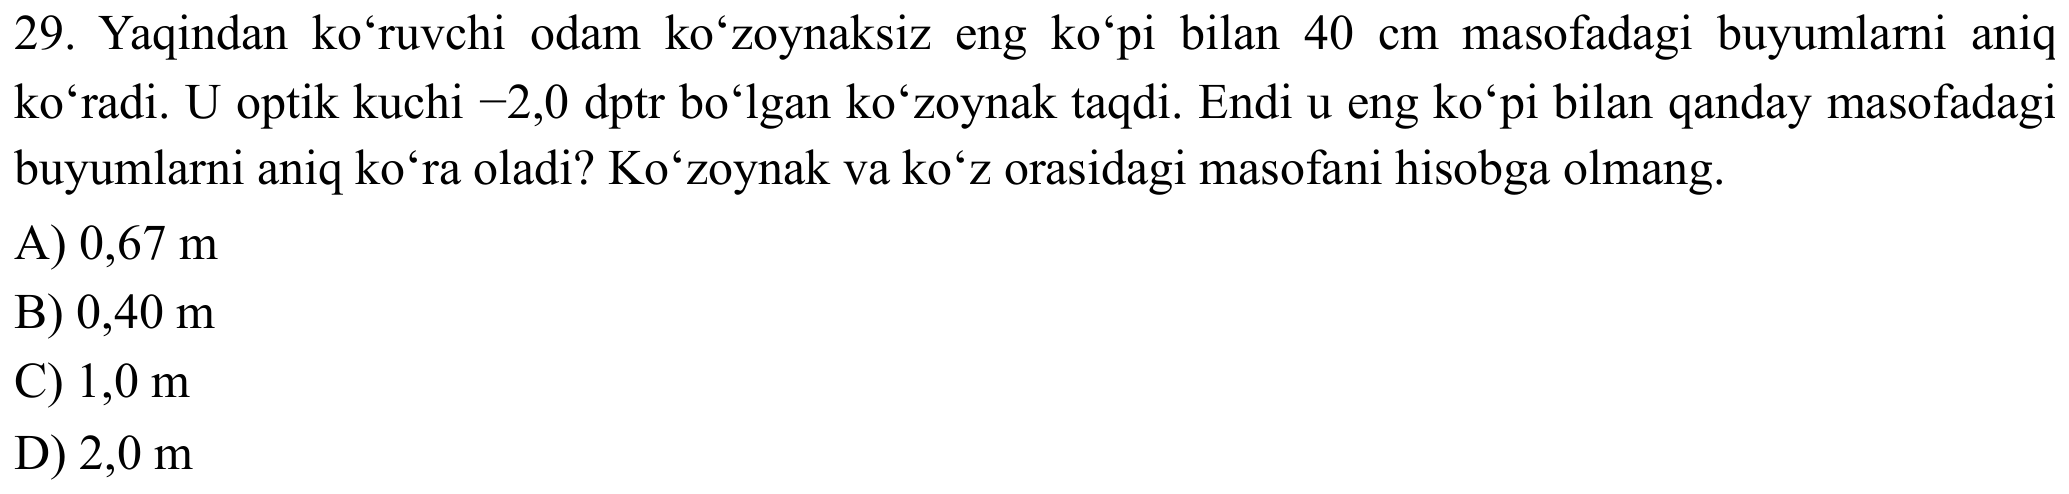 29. Yaqindan ko‘ruvchi odam ko‘zoynaksiz eng ko‘pi bilan 40 cm masofadagi buyumlarni aniq
ko‘radi. U optik kuchi −2,0 dptr bo‘lgan ko‘zoynak taqdi. Endi u eng ko‘pi bilan qanday masofadagi
buyumlarni aniq ko‘ra oladi? Ko‘zoynak va ko‘z orasidagi masofani hisobga olmang.
A) 0,67 m
B) 0,40 m
C) 1,0 m
D) 2,0 m